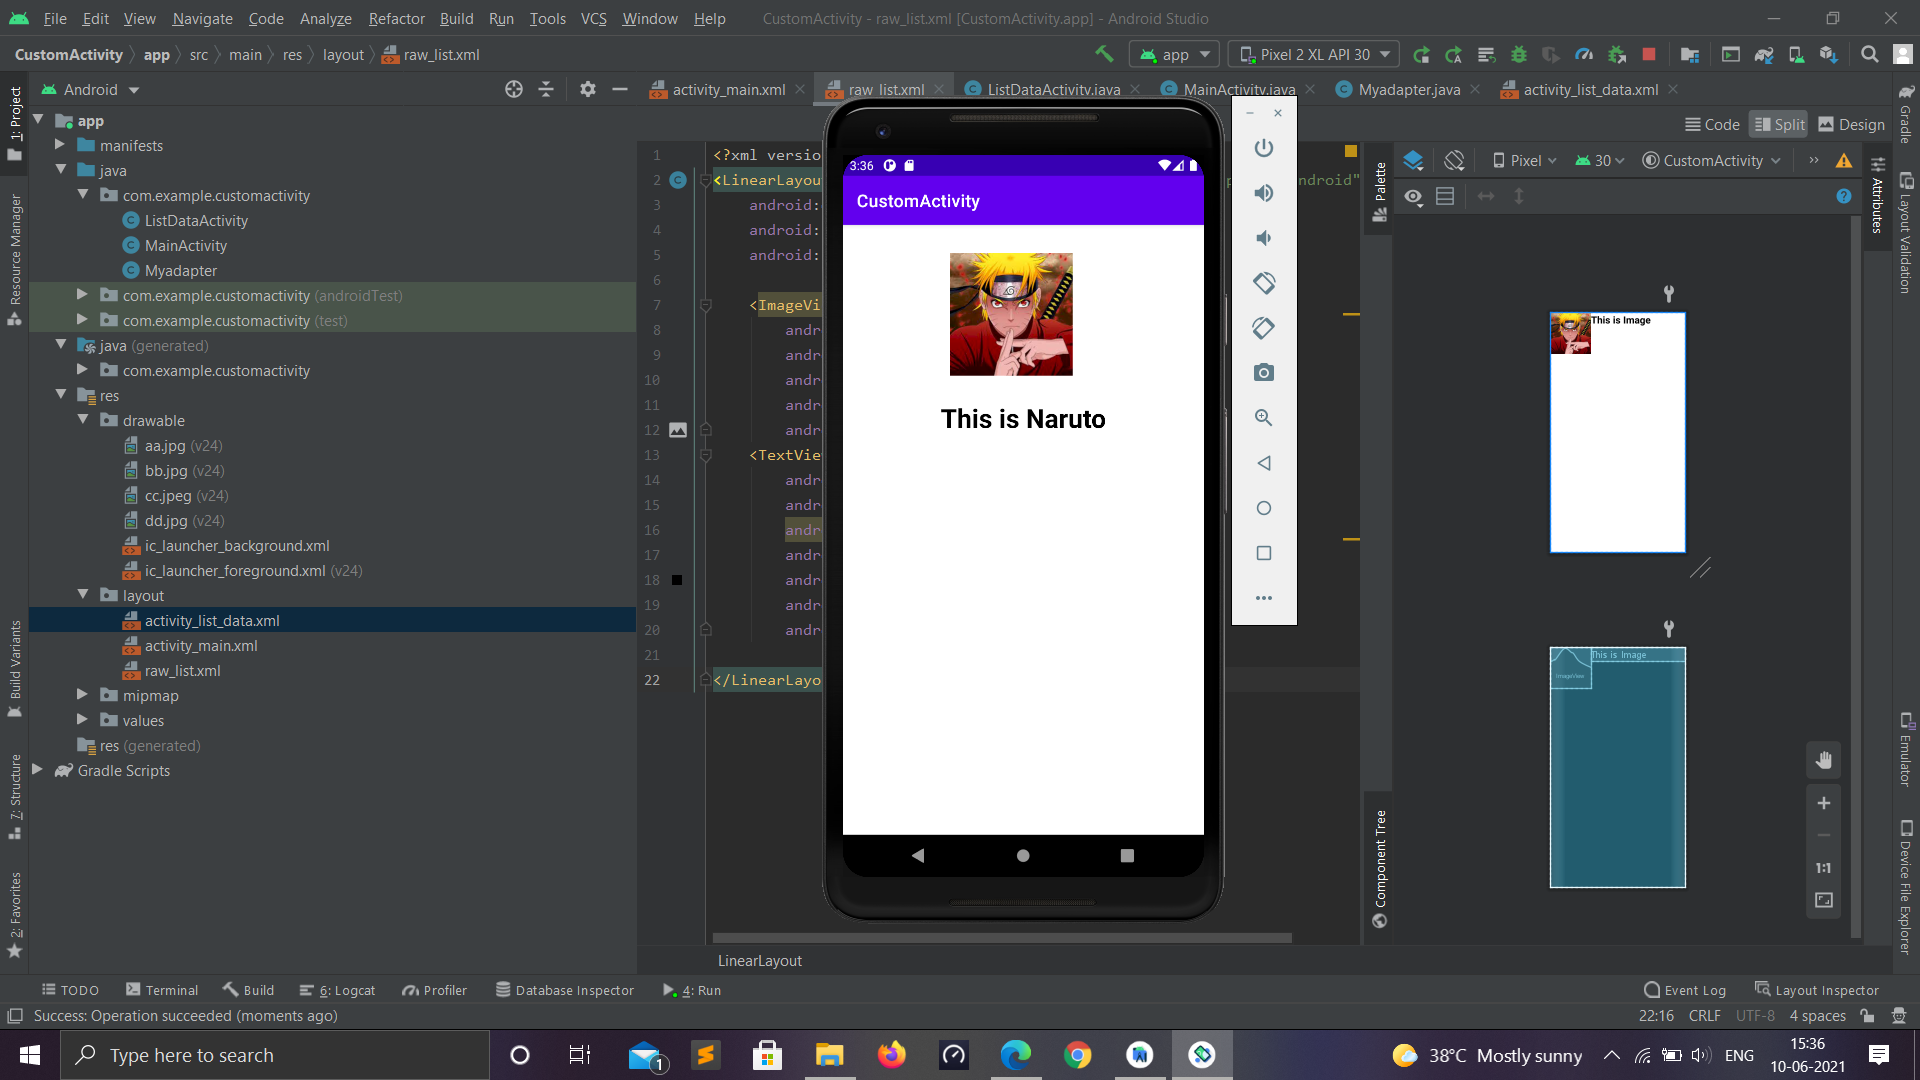 File Edit View Navigate Code Analyze Refactor Build Run Tools VCS Window Help CustomActivity - raw_list.xml [CustomActivity.app] - Android Studio
CustomActivity app src main res layout raw_list.xml app Pixel 2 XL API 30
Android activity_main.xml raw_list.xml ListDataActivity.java MainActivity.java Myadapter.java activity_list_data.xml
Code Split Design
Pixel 30 CustomActivity
1: Project
Resource Manager
Build Variants
7: Structure
2: Favorites
app
manifests
java
com.example.customactivity
ListDataActivity
MainActivity
Myadapter
com.example.customactivity (androidTest)
com.example.customactivity (test)
java (generated)
com.example.customactivity
res
drawable
aa.jpg (v24)
bb.jpg (v24)
cc.jpeg (v24)
dd.jpg (v24)
ic_launcher_background.xml
ic_launcher_foreground.xml (v24)
layout
activity_list_data.xml
activity_main.xml
raw_list.xml
mipmap
values
res (generated)
Gradle Scripts
1 <?xml versio
2 <LinearLayou android"
3 android:
4 android:
5 android:
6
7 <ImageVi
8 andr
9 andr
10 andr
11 andr
12 andr
13 <TextVie
14 andr
15 andr
16 andr
17 andr
18 andr
19 andr
20 andr
21
22 </LinearLayo
3:36
CustomActivity
This is Naruto
Palette
Component Tree
This is Image
This is Image
ImageView
1:1
Attributes
Gradle
Layout Validation
Emulator
Device File Explorer
LinearLayout
TODO Terminal Build 6: Logcat Profiler Database Inspector 4: Run Event Log Layout Inspector
Success: Operation succeeded (moments ago) 22:16 CRLF UTF-8 4 spaces
Type here to search 1 38°C Mostly sunny ENG 15:36
10-06-2021